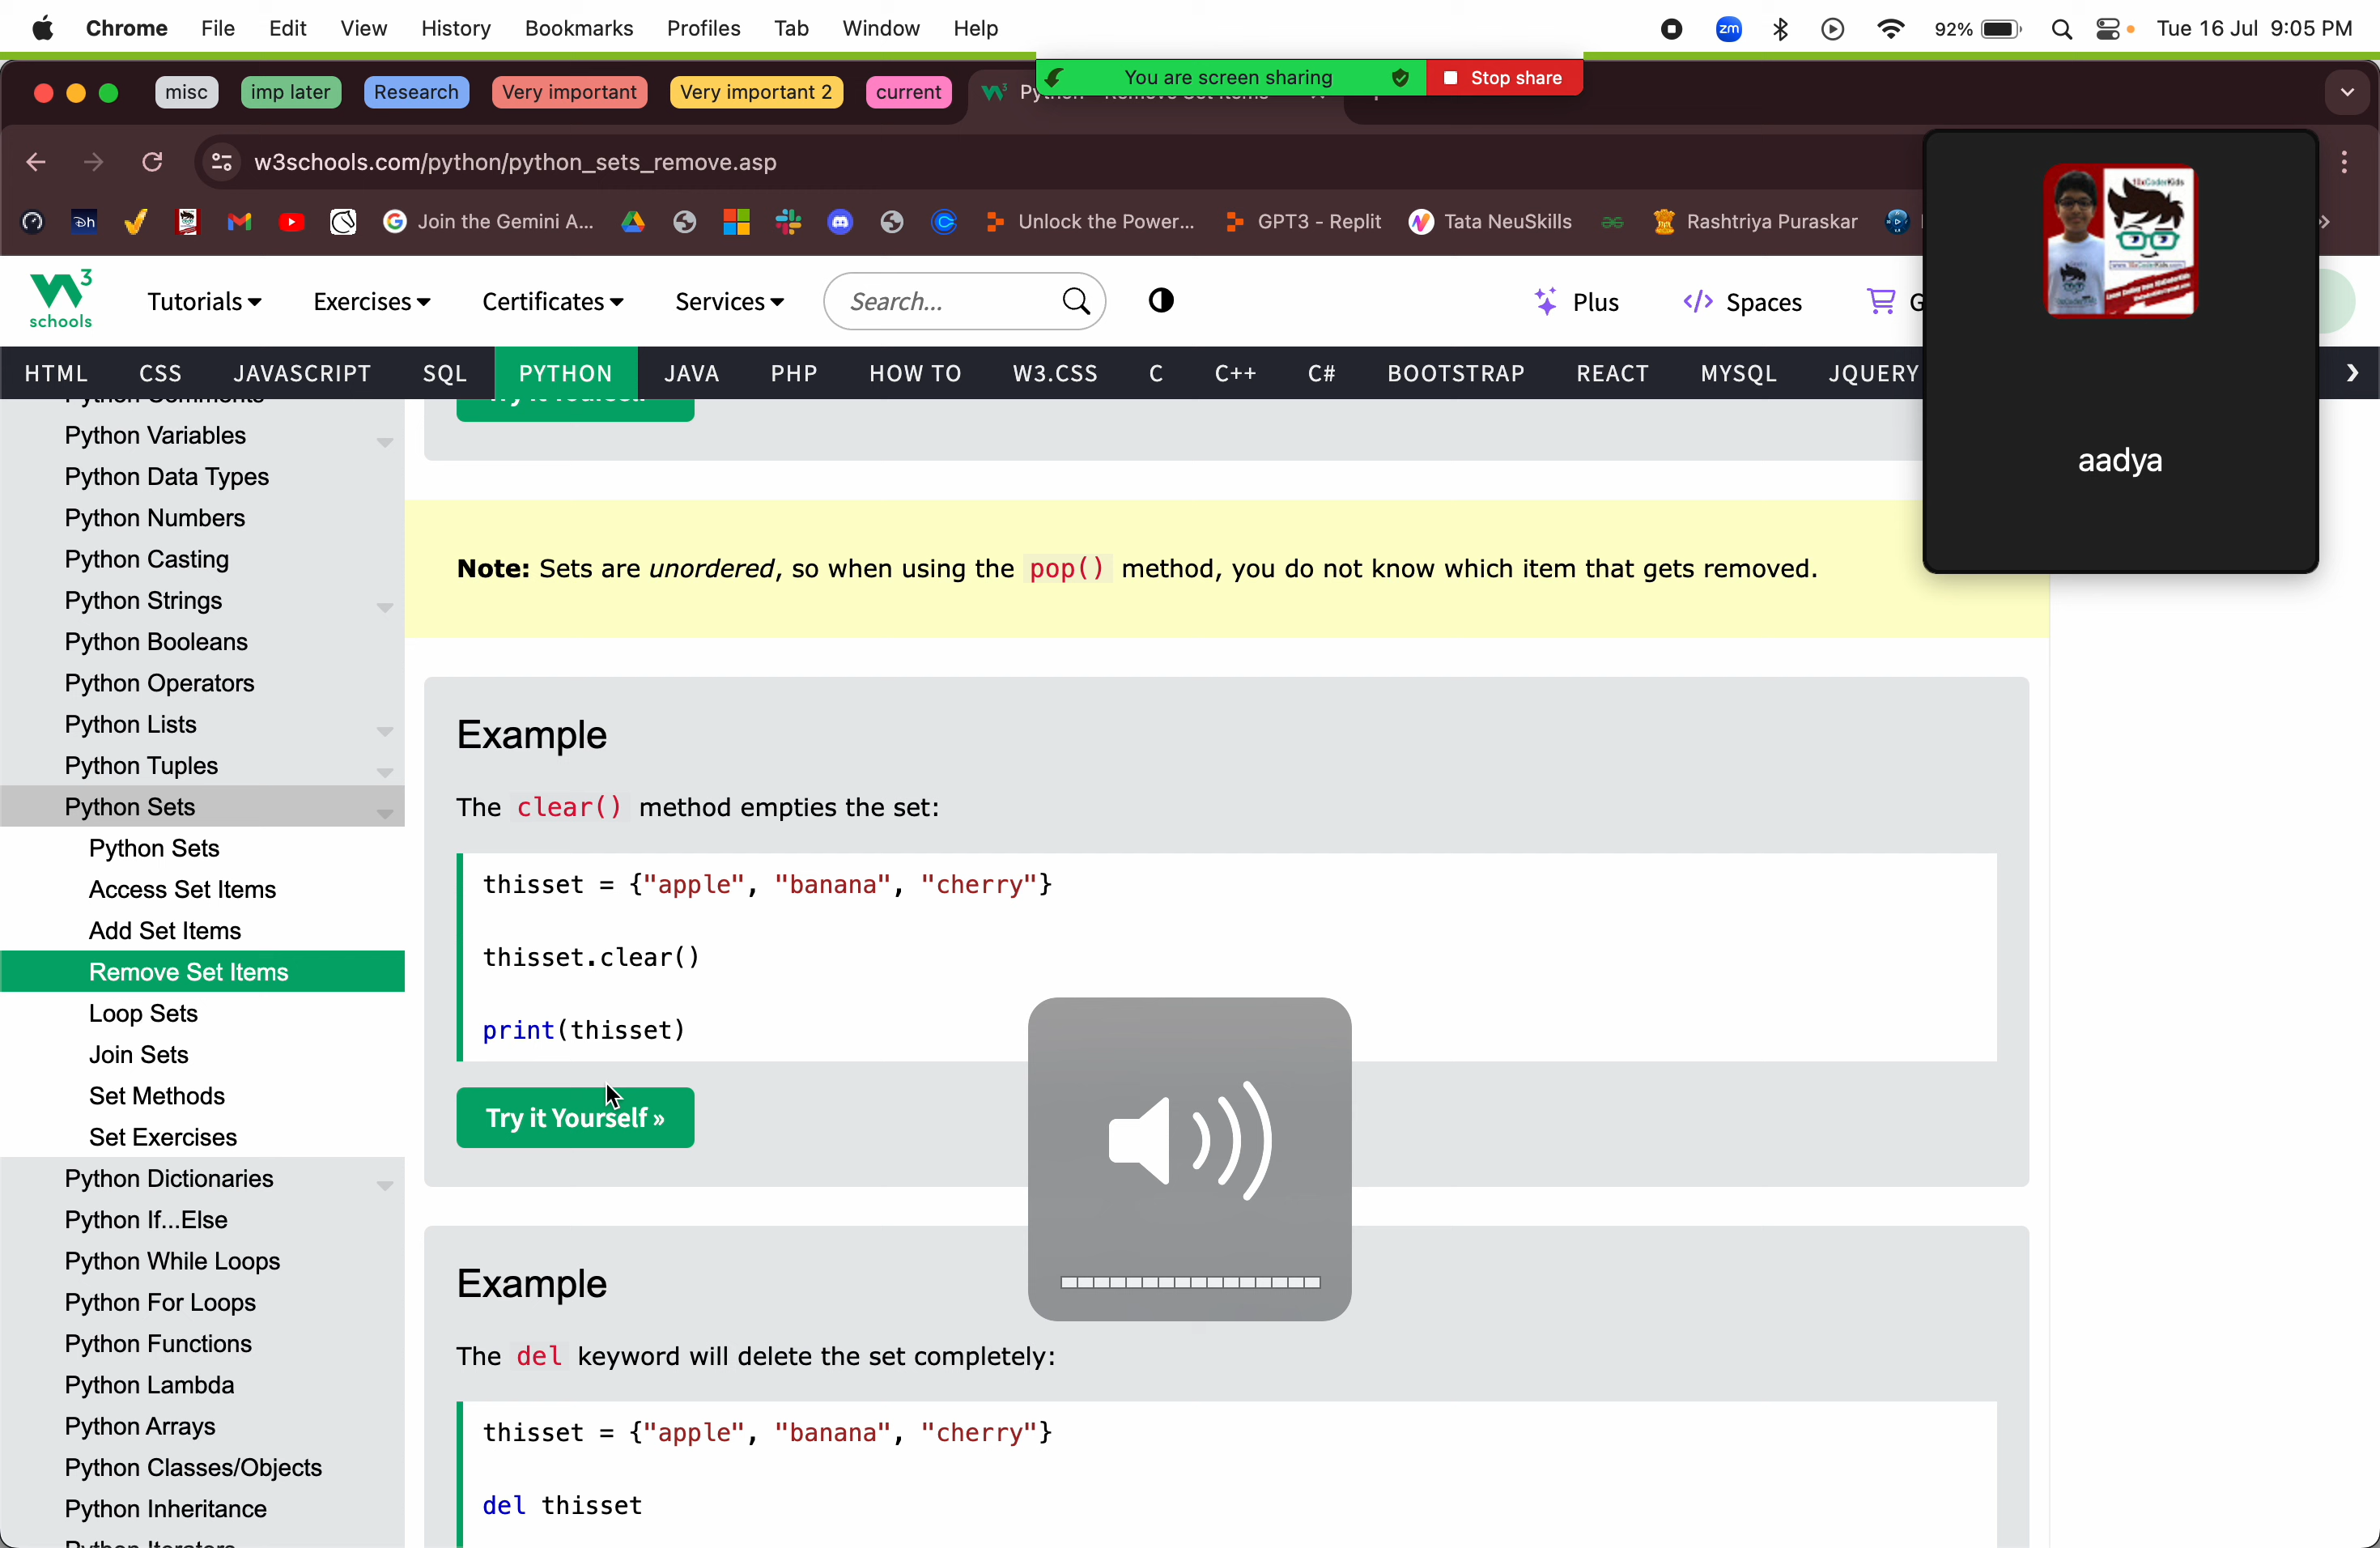 Chrome File Edit View History Bookmarks Profiles Tab Window Help zm 92% Tue 16 Jul 9:05 PM
You are screen sharing Stop share
misc imp later Research Very important Very important 2 current
w3schools.com/python/python_sets_remove.asp
Join the Gemini A... Unlock the Power... GPT3 - Replit Tata NeuSkills Rashtriya Puraskar
aadya
W3 schools
Tutorials Exercises Certificates Services Search... Plus Spaces
HTML CSS JAVASCRIPT SQL PYTHON JAVA PHP HOW TO W3.CSS C C++ C# BOOTSTRAP REACT MYSQL JQUERY
Python Variables
Python Data Types
Python Numbers
Python Casting
Python Strings
Python Booleans
Python Operators
Python Lists
Python Tuples
Python Sets
Python Sets
Access Set Items
Add Set Items
Remove Set Items
Loop Sets
Join Sets
Set Methods
Set Exercises
Python Dictionaries
Python If...Else
Python While Loops
Python For Loops
Python Functions
Python Lambda
Python Arrays
Python Classes/Objects
Python Inheritance
Note: Sets are unordered, so when using the pop() method, you do not know which item that gets removed.
Example
The clear() method empties the set:
thisset = {"apple", "banana", "cherry"}
thisset.clear()
print(thisset)
Try it Yourself »
Example
The del keyword will delete the set completely:
thisset = {"apple", "banana", "cherry"}
del thisset